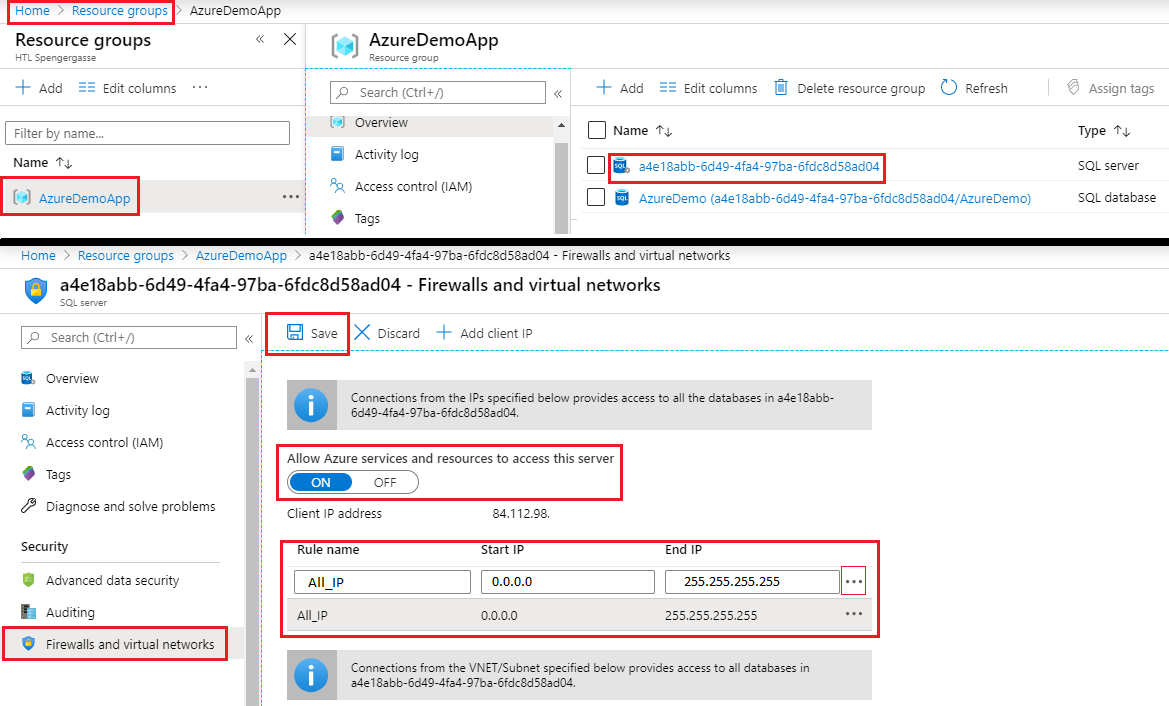 Home > Resource groups > AzureDemoApp
Resource groups
HTL Spengergasse
Add Edit columns ...
Filter by name...
Name ↑↓
AzureDemoApp ...
AzureDemoApp
Resource group
Search (Ctrl+/)
Overview
Activity log
Access control (IAM)
Tags
Add Edit columns Delete resource group Refresh Assign tags
Name ↑↓ Type ↑↓
SQL a4e18abb-6d49-4fa4-97ba-6fdc8d58ad04 SQL server
SQL AzureDemo (a4e18abb-6d49-4fa4-97ba-6fdc8d58ad04/AzureDemo) SQL database
Home > Resource groups > AzureDemoApp > a4e18abb-6d49-4fa4-97ba-6fdc8d58ad04 - Firewalls and virtual networks
a4e18abb-6d49-4fa4-97ba-6fdc8d58ad04 - Firewalls and virtual networks
SQL server
Search (Ctrl+/)
SQL Overview
Activity log
Access control (IAM)
Tags
Diagnose and solve problems
Security
Advanced data security
Auditing
Firewalls and virtual networks
Save Discard Add client IP
Connections from the IPs specified below provides access to all the databases in a4e18abb-
6d49-4fa4-97ba-6fdc8d58ad04.
Allow Azure services and resources to access this server
ON OFF
Client IP address 84.112.98.
Rule name Start IP End IP
All_IP 0.0.0.0 255.255.255.255 ...
All_IP 0.0.0.0 255.255.255.255 ...
Connections from the VNET/Subnet specified below provides access to all databases in
a4e18abb-6d49-4fa4-97ba-6fdc8d58ad04.